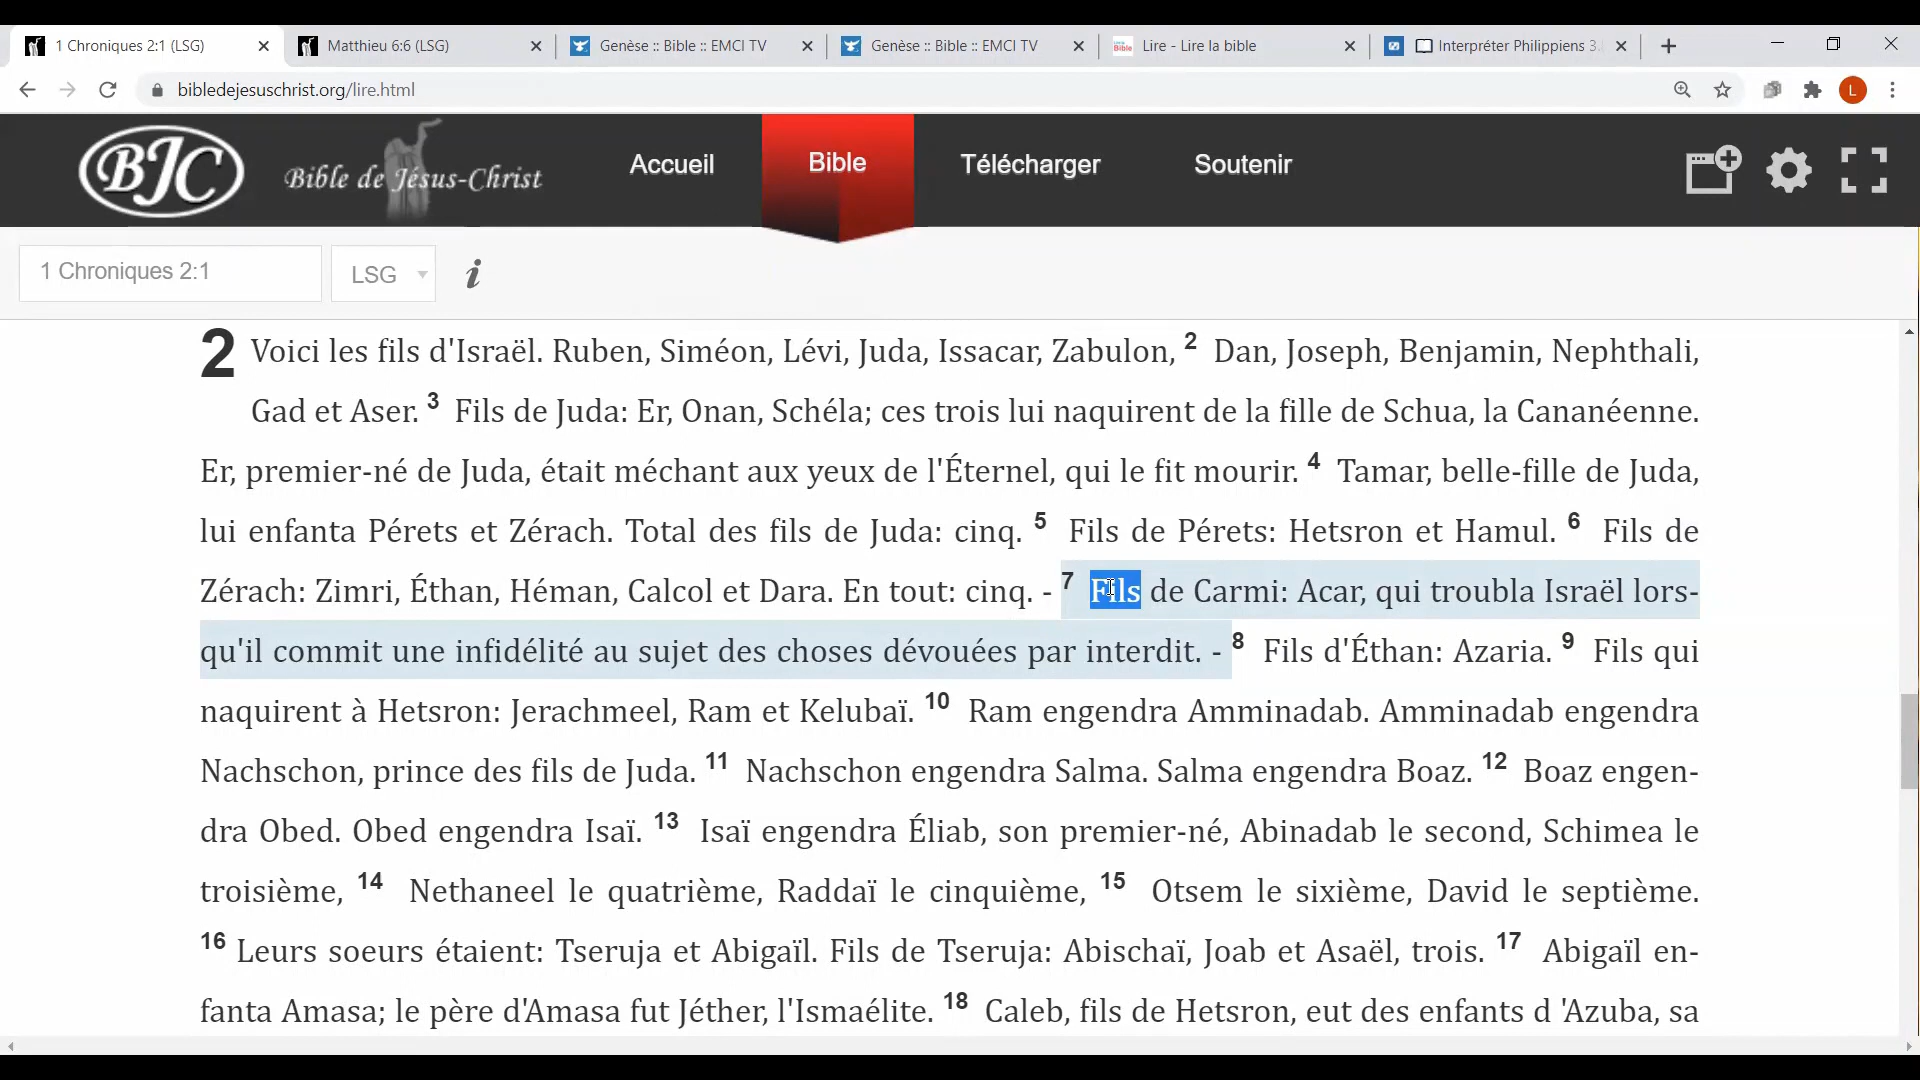 1 Chroniques 2:1 (LSG)
Matthieu 6:6 (LSG)
Genèse :: Bible :: EMCI TV
Genèse :: Bible :: EMCI TV
Bible
Lire - Lire la bible
Interpréter Philippiens 3.
bibledejesuschrist.org/lire.html
L
BJC
Bible de Jésus-Christ
Accueil
Bible
Télécharger
Soutenir
1 Chroniques 2:1
LSG
i
2 Voici les fils d'Israël. Ruben, Siméon, Lévi, Juda, Issacar, Zabulon, 2 Dan, Joseph, Benjamin, Nephthali,
Gad et Aser. 3 Fils de Juda: Er, Onan, Schéla; ces trois lui naquirent de la fille de Schua, la Cananéenne.
Er, premier-né de Juda, était méchant aux yeux de l'Éternel, qui le fit mourir. 4 Tamar, belle-fille de Juda,
lui enfanta Pérets et Zérach. Total des fils de Juda: cinq. 5 Fils de Pérets: Hetsron et Hamul. 6 Fils de
Zérach: Zimri, Éthan, Héman, Calcol et Dara. En tout: cinq. - 7 Fils de Carmi: Acar, qui troubla Israël lors-
qu'il commit une infidélité au sujet des choses dévouées par interdit. - 8 Fils d'Éthan: Azaria. 9 Fils qui
naquirent à Hetsron: Jerachmeel, Ram et Kelubaï. 10 Ram engendra Amminadab. Amminadab engendra
Nachschon, prince des fils de Juda. 11 Nachschon engendra Salma. Salma engendra Boaz. 12 Boaz engen-
dra Obed. Obed engendra Isaï. 13 Isaï engendra Éliab, son premier-né, Abinadab le second, Schimea le
troisième, 14 Nethaneel le quatrième, Raddaï le cinquième, 15 Otsem le sixième, David le septième.
16 Leurs soeurs étaient: Tseruja et Abigaïl. Fils de Tseruja: Abischaï, Joab et Asaël, trois. 17 Abigaïl en-
fanta Amasa; le père d'Amasa fut Jéther, l'Ismaélite. 18 Caleb, fils de Hetsron, eut des enfants d 'Azuba, sa